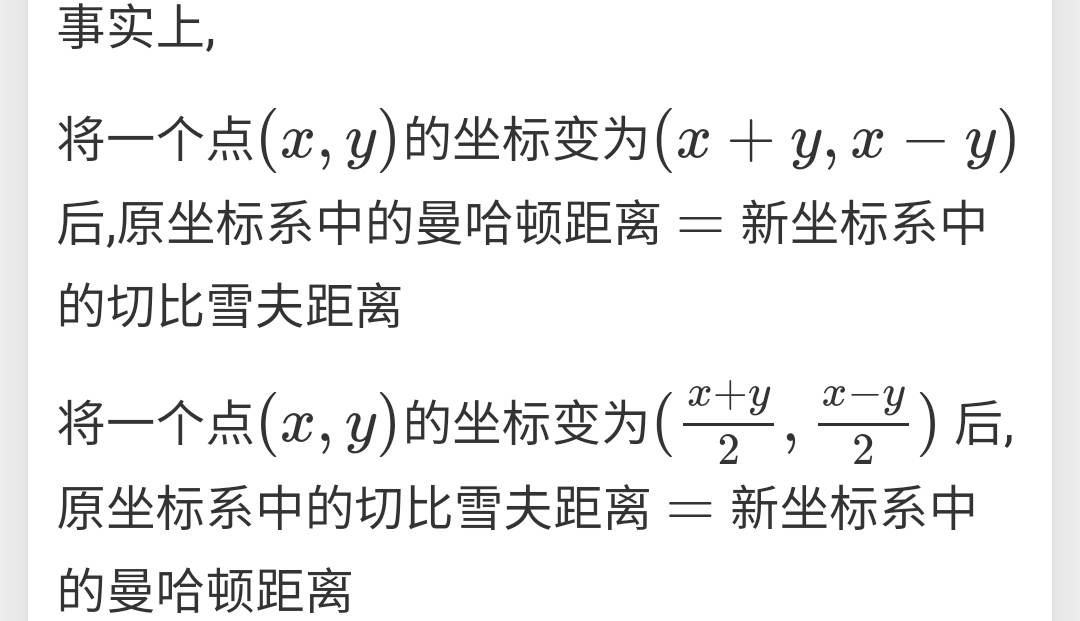 事实上,
将一个点(x, y)的坐标变为(x + y, x − y)
后,原坐标系中的曼哈顿距离 = 新坐标系中
的切比雪夫距离
将一个点(x, y)的坐标变为(\frac{x+y}{2}, \frac{x−y}{2}) 后,
原坐标系中的切比雪夫距离 = 新坐标系中
的曼哈顿距离